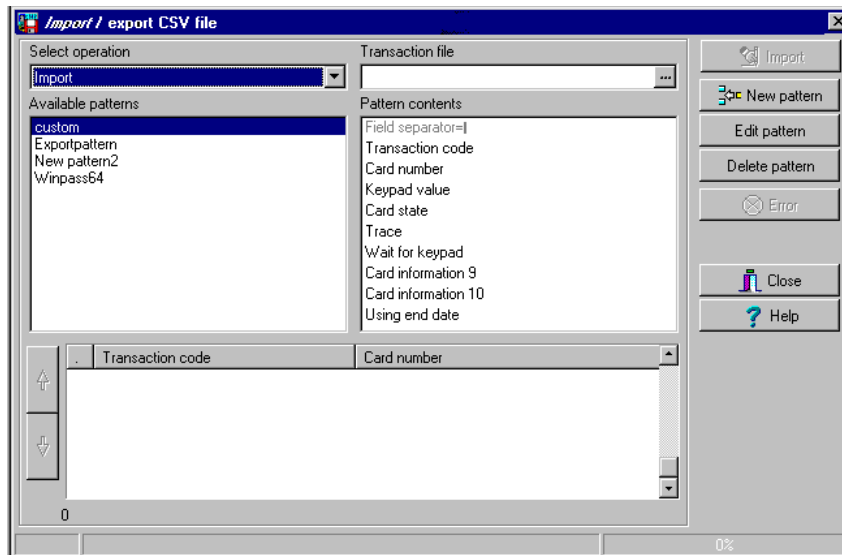 Import / export CSV file
Select operation
Import
Transaction file
...
Available patterns
custom
Exportpattern
New pattern2
Winpass64
Pattern contents
Field separator=|
Transaction code
Card number
Keypad value
Card state
Trace
Wait for keypad
Card information 9
Card information 10
Using end date
Import
New pattern
Edit pattern
Delete pattern
Error
Close
? Help
. Transaction code Card number
0
0%